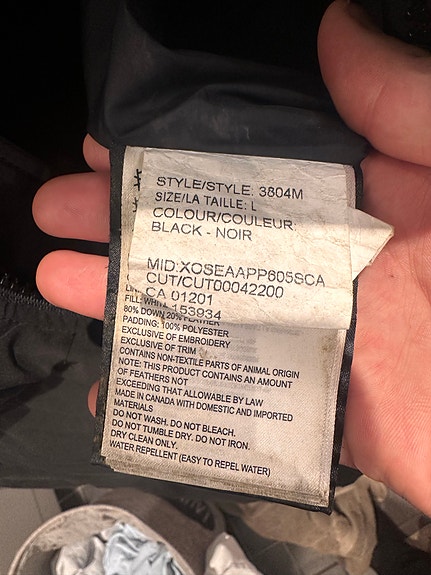 STYLE/STYLE: 3804M
SIZE/LA TAILLE: L
COLOUR/COULEUR:
BLACK - NOIR
MID:XOSEAAPP605SCA
CUT/CUT00042200
CA 01201
153934
FILL:
80% DOWN 20% FEATHER
PADDING: 100% POLYESTER
EXCLUSIVE OF EMBROIDERY
EXCLUSIVE OF TRIM
CONTAINS NON-TEXTILE PARTS OF ANIMAL ORIGIN
NOTE: THIS PRODUCT CONTAINS AN AMOUNT
OF FEATHERS NOT
EXCEEDING THAT ALLOWABLE BY LAW
MADE IN CANADA WITH DOMESTIC AND IMPORTED
MATERIALS
DO NOT WASH. DO NOT BLEACH.
DO NOT TUMBLE DRY. DO NOT IRON.
DRY CLEAN ONLY.
WATER REPELLENT (EASY TO REPEL WATER)